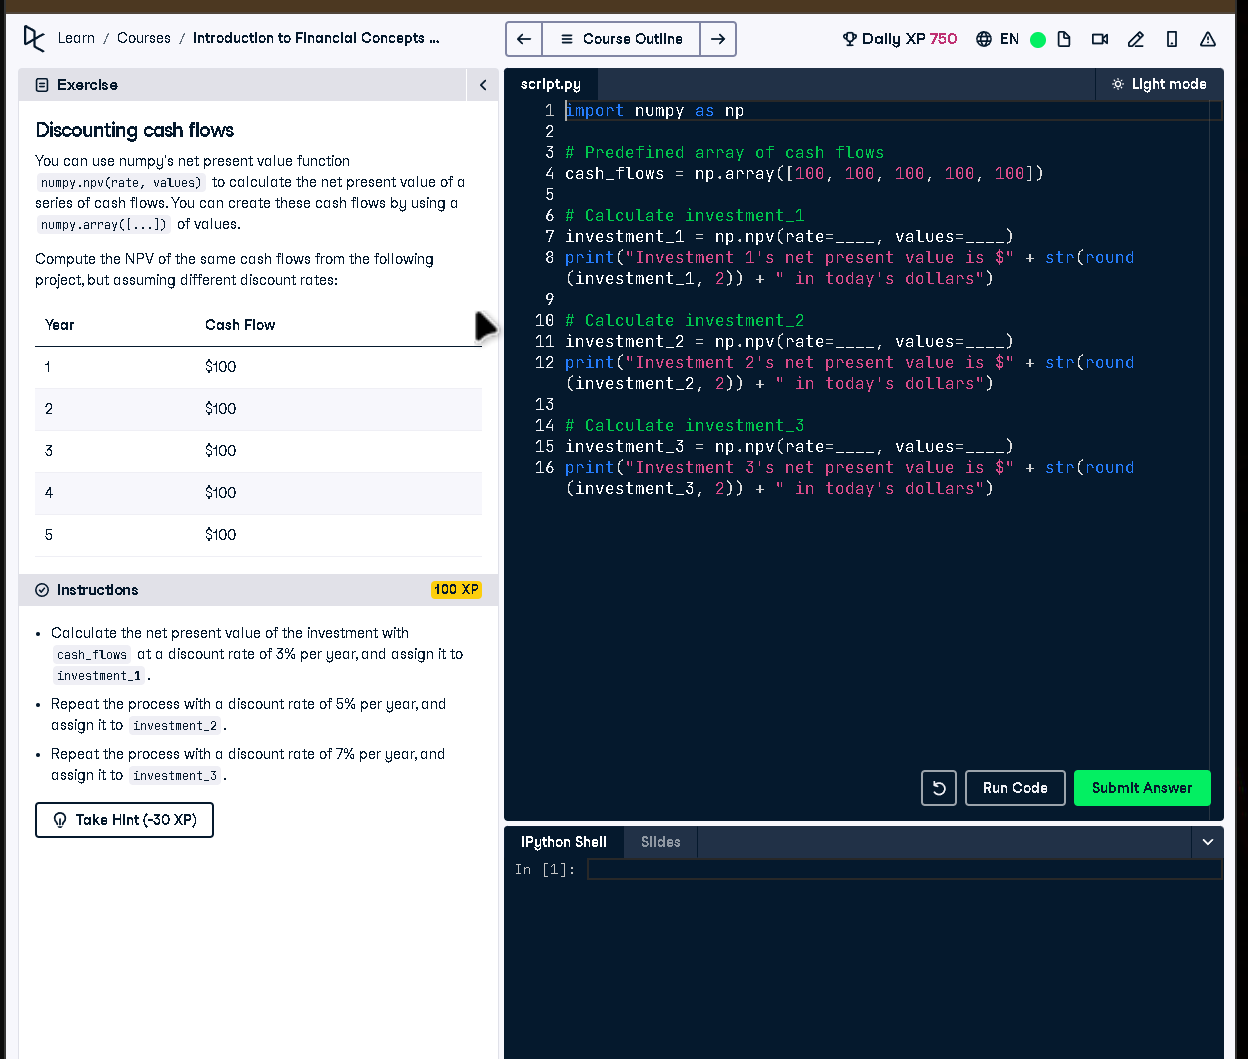 Learn / Courses / Introduction to Financial Concepts ...
Course Outline
Daily XP 750
EN
Exercise
Discounting cash flows
You can use numpy's net present value function
numpy.npv(rate, values) to calculate the net present value of a
series of cash flows. You can create these cash flows by using a
numpy.array([...]) of values.
Compute the NPV of the same cash flows from the following
project, but assuming different discount rates:
Year Cash Flow
1 $100
2 $100
3 $100
4 $100
5 $100
Instructions 100 XP
• Calculate the net present value of the investment with
cash_flows at a discount rate of 3% per year, and assign it to
investment_1 .
• Repeat the process with a discount rate of 5% per year, and
assign it to investment_2 .
• Repeat the process with a discount rate of 7% per year, and
assign it to investment_3 .
Take Hint (-30 XP)
script.py
Light mode
1 import numpy as np
2
3 # Predefined array of cash flows
4 cash_flows = np.array([100, 100, 100, 100, 100])
5
6 # Calculate investment_1
7 investment_1 = np.npv(rate=____, values=____)
8 print("Investment 1's net present value is $" + str(round
(investment_1, 2)) + " in today's dollars")
9
10 # Calculate investment_2
11 investment_2 = np.npv(rate=____, values=____)
12 print("Investment 2's net present value is $" + str(round
(investment_2, 2)) + " in today's dollars")
13
14 # Calculate investment_3
15 investment_3 = np.npv(rate=____, values=____)
16 print("Investment 3's net present value is $" + str(round
(investment_3, 2)) + " in today's dollars")
Run Code
Submit Answer
IPython Shell
Slides
In [1]: